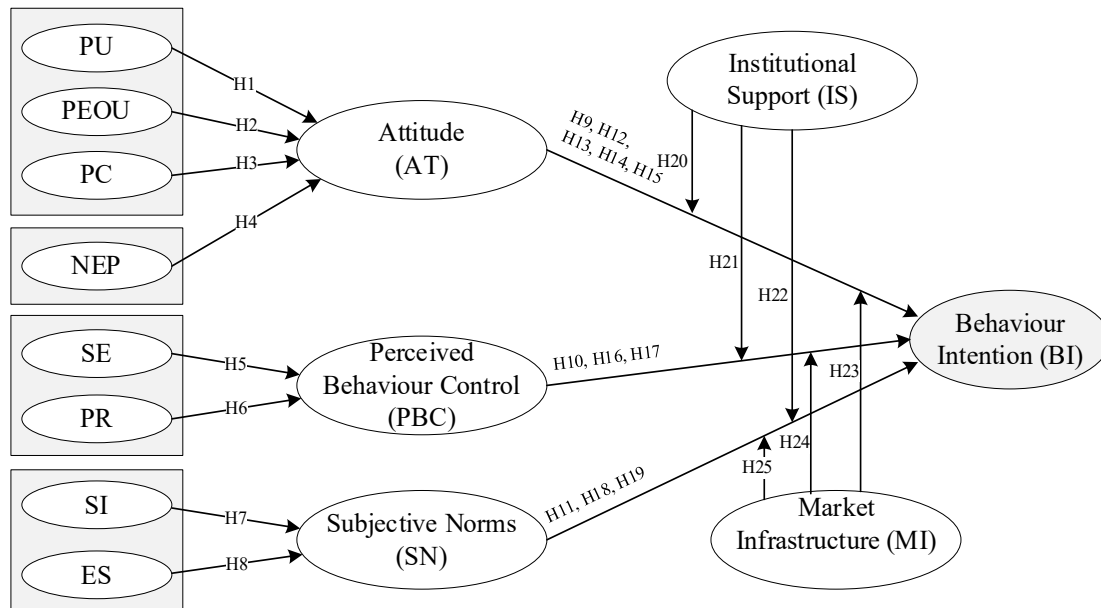 PU
PEOU
PC
NEP
SE
PR
SI
ES
H1
H2
H3
H4
H5
H6
H7
H8
Attitude
(AT)
Perceived
Behaviour Control
(PBC)
Subjective Norms
(SN)
H9, H12,
H13, H14, H15
H10, H16, H17
H11, H18, H19
Institutional
Support (IS)
H20
H21
H22
H23
H24
H25
Market
Infrastructure (MI)
Behaviour
Intention (BI)